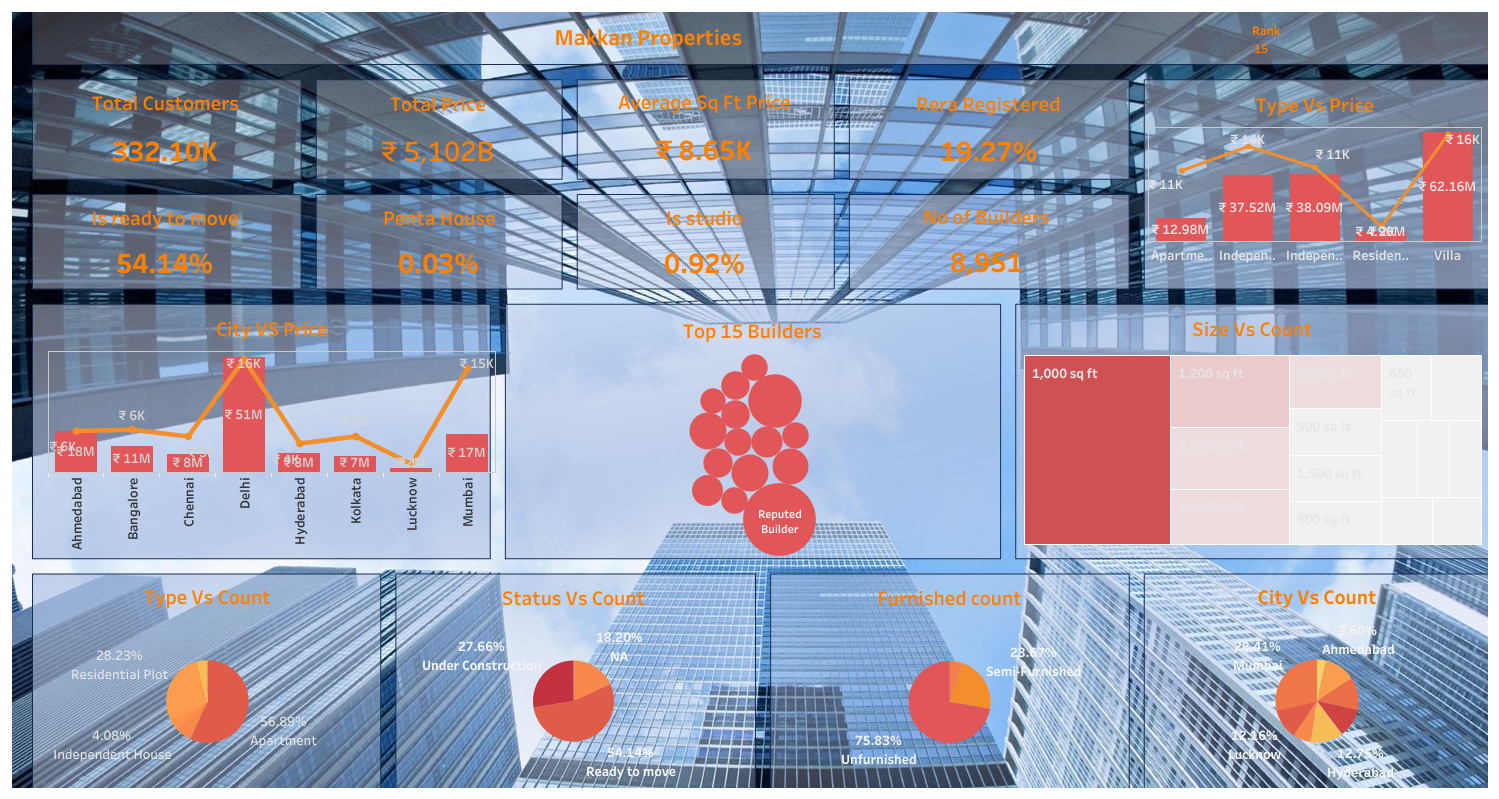 Makkan Properties
Rank
15
Total Customers
332.10K
Total Price
₹ 5,102B
Average Sq Ft Price
₹ 8.65K
Rera Registered
19.27%
Type Vs Price
₹ 11K
₹ 14K
₹ 11K
₹ 16K
₹ 12.98M
₹ 37.52M
₹ 38.09M
₹ 62.16M
Apartme..
Indepen..
Indepen..
Residen..
Villa
Is ready to move
54.14%
Penta House
0.03%
Is studio
0.92%
No of Builders
8,951
City VS Price
₹ 6K
₹ 6K
₹ 16K
₹ 15K
₹ 18M
₹ 11M
₹ 8M
₹ 51M
₹ 8M
₹ 7M
₹ 17M
Ahmedabad
Bangalore
Chennai
Delhi
Hyderabad
Kolkata
Lucknow
Mumbai
Top 15 Builders
Reputed
Builder
Size Vs Count
1,000 sq ft
1,200 sq ft
650
sq ft
900 sq ft
1,500 sq ft
600 sq ft
Type Vs Count
28.23%
Residential Plot
56.89%
Apartment
4.08%
Independent House
Status Vs Count
27.66%
Under Construction
18.20%
NA
54.14%
Ready to move
Furnished count
23.67%
Semi-Furnished
75.83%
Unfurnished
City Vs Count
3.60%
Ahmedabad
Mumbai
12.16%
Lucknow
12.75%
Hyderabad